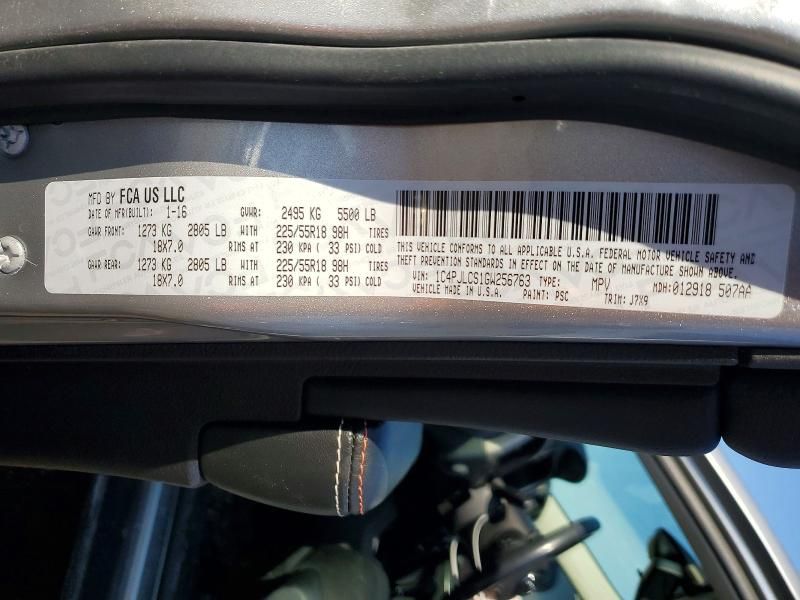 MFD BY FCA US LLC
DATE OF MFR(BUILT): 1-16 GVWR: 2495 KG 5500 LB
GAWR FRONT: 1273 KG 2805 LB WITH 225/55R18 98H TIRES
18X7.0 RIMS AT 230 KPA ( 33 PSI) COLD
GAWR REAR: 1273 KG 2805 LB WITH 225/55R18 98H TIRES
18X7.0 RIMS AT 230 KPA ( 33 PSI) COLD
THIS VEHICLE CONFORMS TO ALL APPLICABLE U.S.A. FEDERAL MOTOR VEHICLE SAFETY AND
THEFT PREVENTION STANDARDS IN EFFECT ON THE DATE OF MANUFACTURE SHOWN ABOVE.
VIN: 1C4PJLCS1GW256763 TYPE: MPV MDH:012918 507AA
VEHICLE MADE IN U.S.A. PAINT: PSC TRIM: J7X9